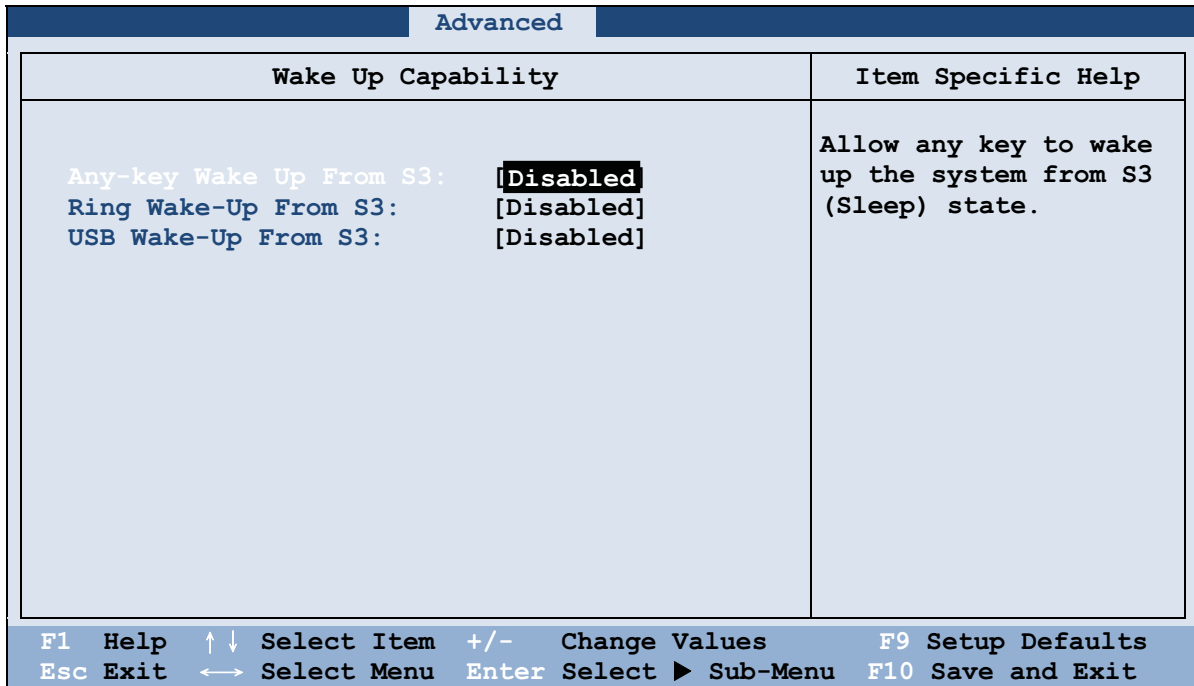 Advanced
Wake Up Capability
Item Specific Help
Any-key Wake Up From S3: [Disabled]
Ring Wake-Up From S3: [Disabled]
USB Wake-Up From S3: [Disabled]
Allow any key to wake
up the system from S3
(Sleep) state.
F1 Help ↑↓ Select Item +/- Change Values F9 Setup Defaults
Esc Exit ←→ Select Menu Enter Select ▶ Sub-Menu F10 Save and Exit